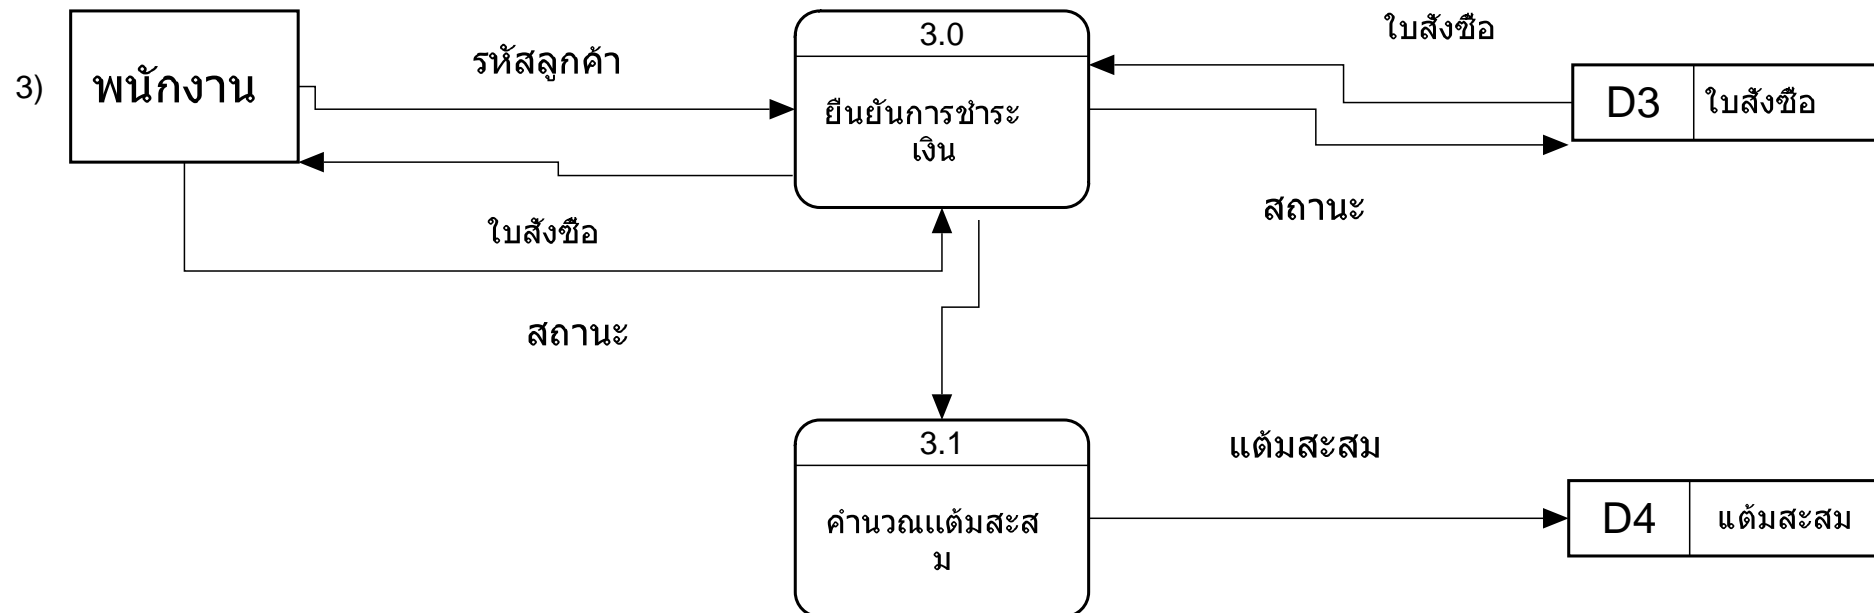 3)
พนักงาน
รหัสลูกค้า
3.0
ยืนยันการชำระ
เงิน
ใบสั่งซือ
D3
ใบสั่งซือ
ใบสั่งซือ
สถานะ
สถานะ
3.1
คำนวณแต้มสะส
ม
แต้มสะสม
D4
แต้มสะสม